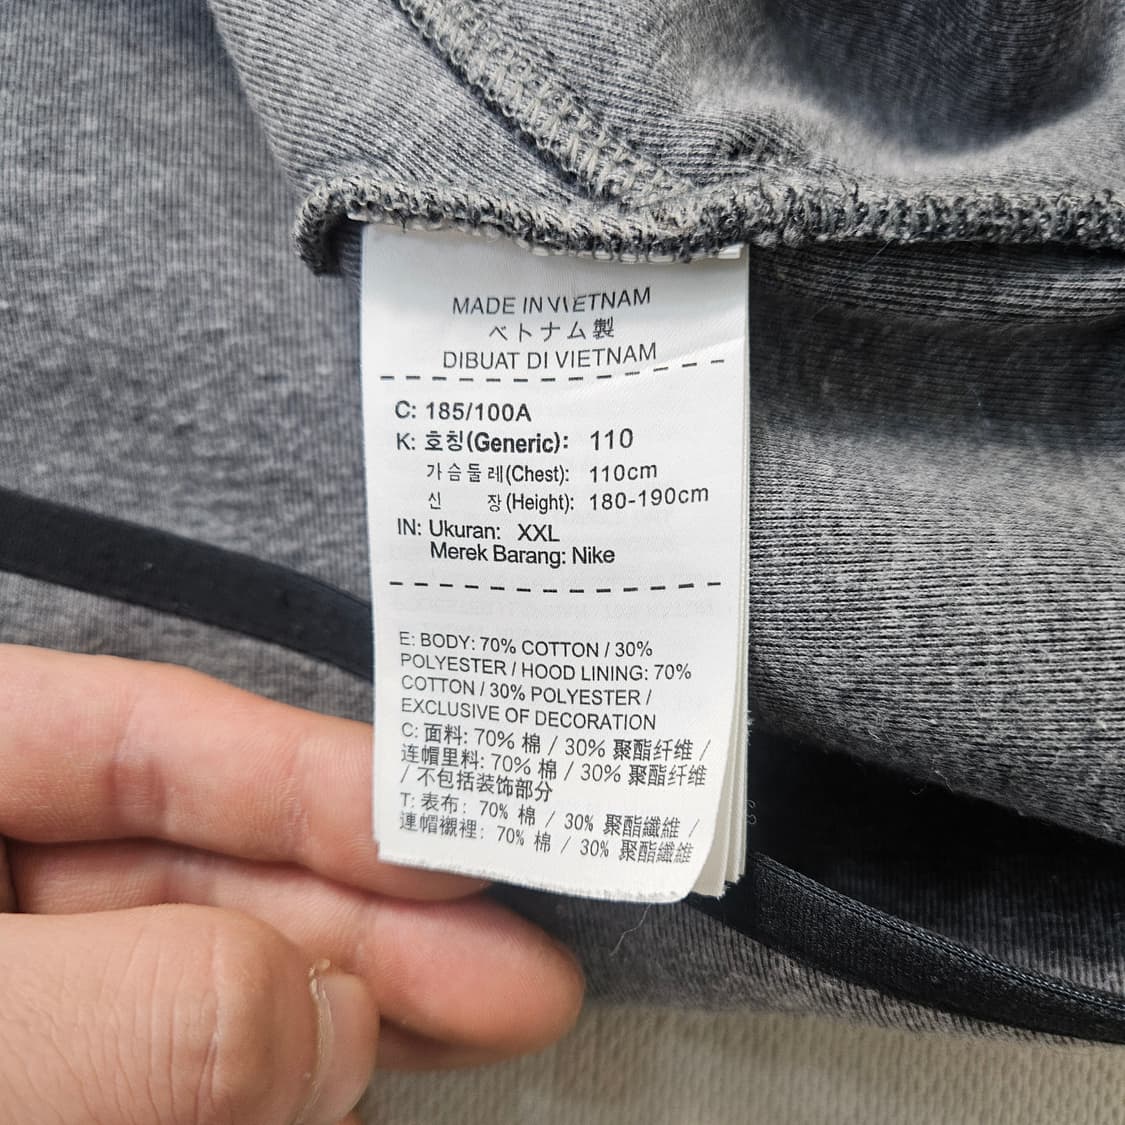 MADE IN VIETNAM
ベトナム製
DIBUAT DI VIETNAM
C: 185/100A
K: 호칭(Generic): 110
가슴둘레(Chest): 110cm
신 장(Height): 180-190cm
IN: Ukuran: XXL
Merek Barang: Nike
E: BODY: 70% COTTON / 30%
POLYESTER / HOOD LINING: 70%
COTTON / 30% POLYESTER /
EXCLUSIVE OF DECORATION
C: 面料: 70% 棉 / 30% 聚酯纤维 /
连帽里料: 70% 棉 / 30% 聚酯纤维
/ 不包括装饰部分
T: 表布: 70% 棉 / 30% 聚酯纖維 /
連帽襯裡: 70% 棉 / 30% 聚酯纖維